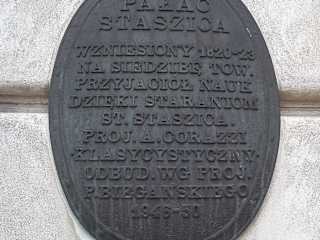 PAŁAC
STASZICA
WZNIESIONY 1820-23
NA SIEDZIBĘ TOW.
PRZYJACIÓŁ NAUK
DZIĘKI STARANIOM
ST. STASZICA.
PROJ. A. CORAZZI
·KLASYCYSTYCZNY·
ODBUD. WG PROJ.
P. BIEGAŃSKIEGO
1946-50